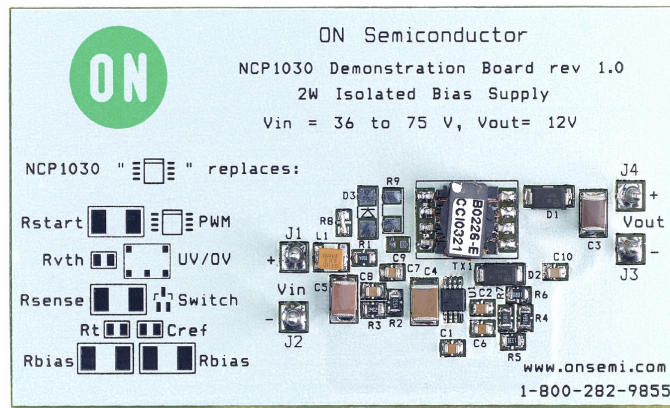 ON
ON Semiconductor
NCP1030 Demonstration Board rev 1.0
2W Isolated Bias Supply
Vin = 36 to 75 V, Vout= 12V
NCP1030 " " replaces:
Rstart PWM
Rvth UV/OV
Rsense Switch
Rt Cref
Rbias Rbias
J1
+
Vin
-
J2
L1
R8
D3
R9
R1
C9
C8
C5
C7
C4
R3
R2
C1
TX1
B0226-E
CCI0321
U1
C2
C6
R7
D2
R6
R4
R5
C10
D1
C3
J4
+
Vout
-
J3
www.onsemi.com
1-800-282-9855